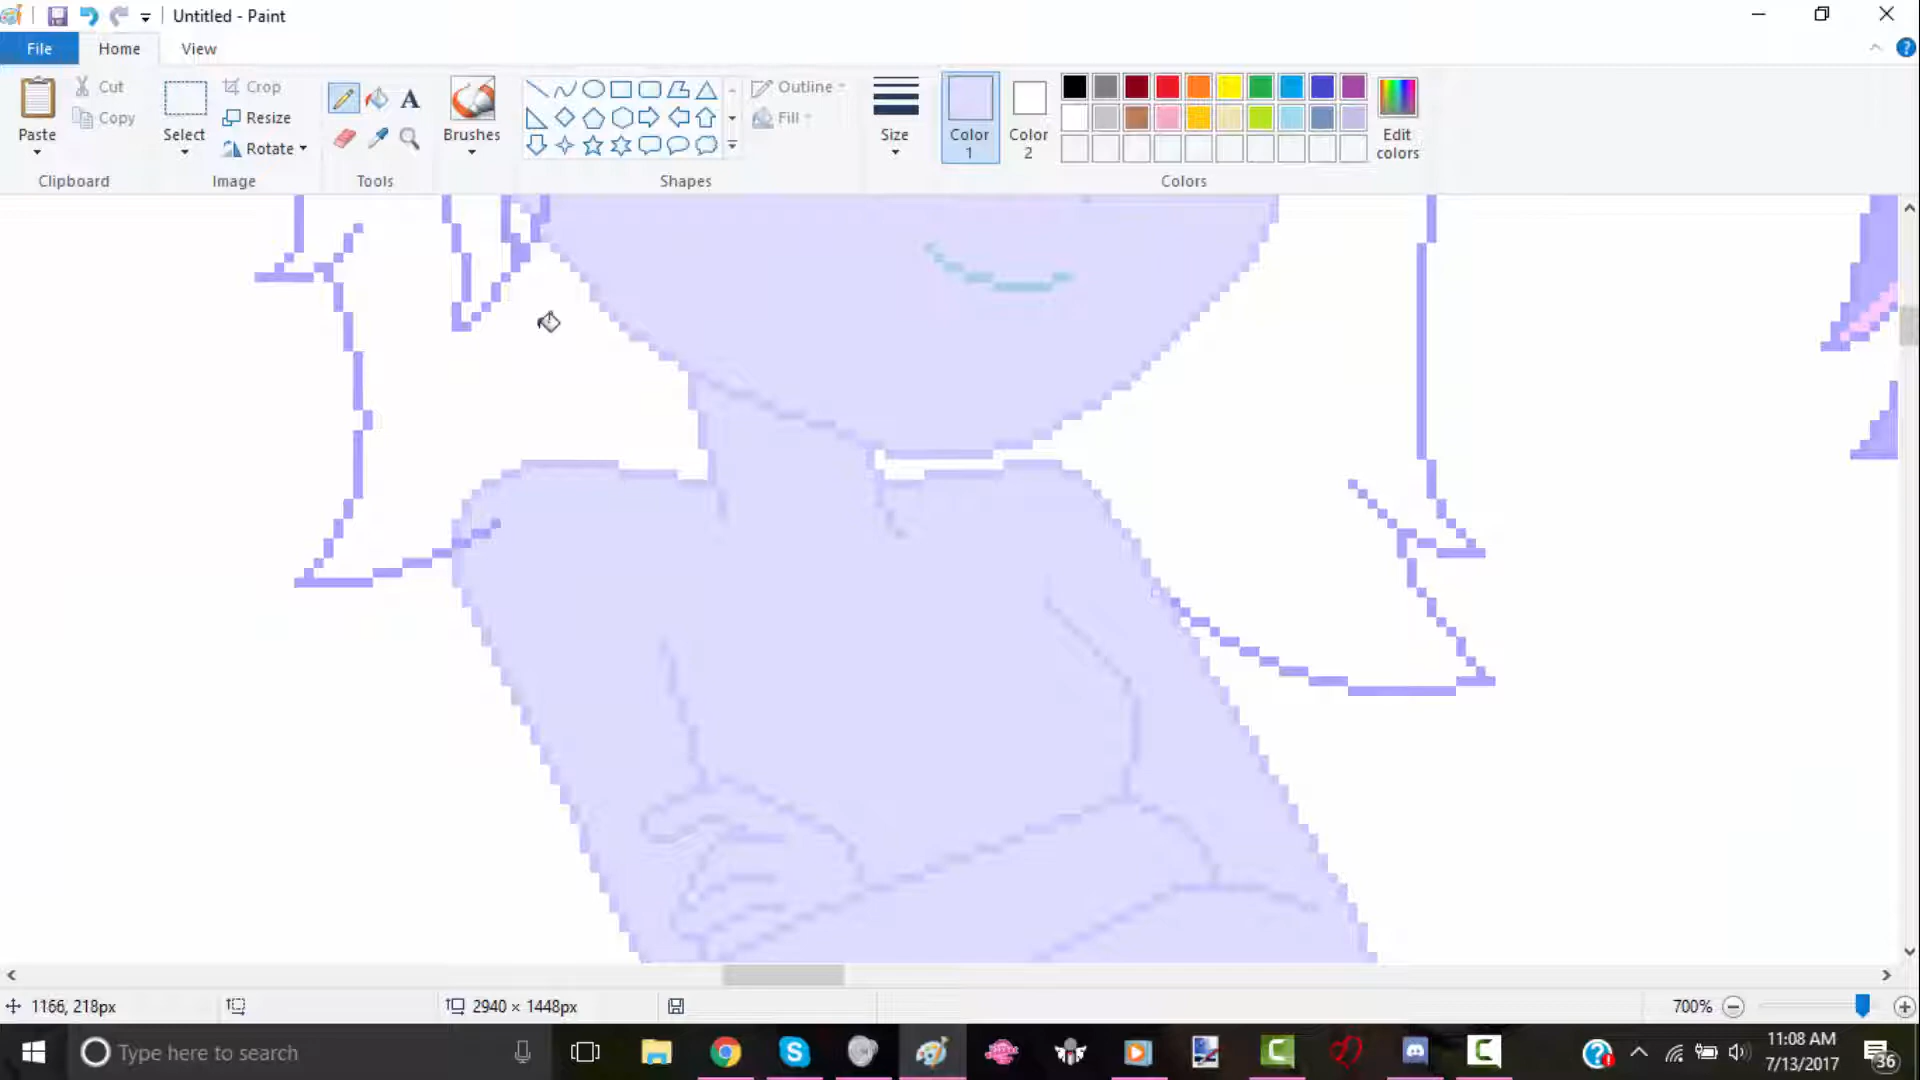 Untitled - Paint
File
Home
View
Paste
Cut
Copy
Clipboard
Select
Crop
Resize
Rotate
Image
A
Tools
Brushes
Shapes
Outline
Fill
Size
Color 1
Color 2
Edit colors
Colors
1166, 218px
2940 × 1448px
700%
Type here to search
11:08 AM
7/13/2017
36